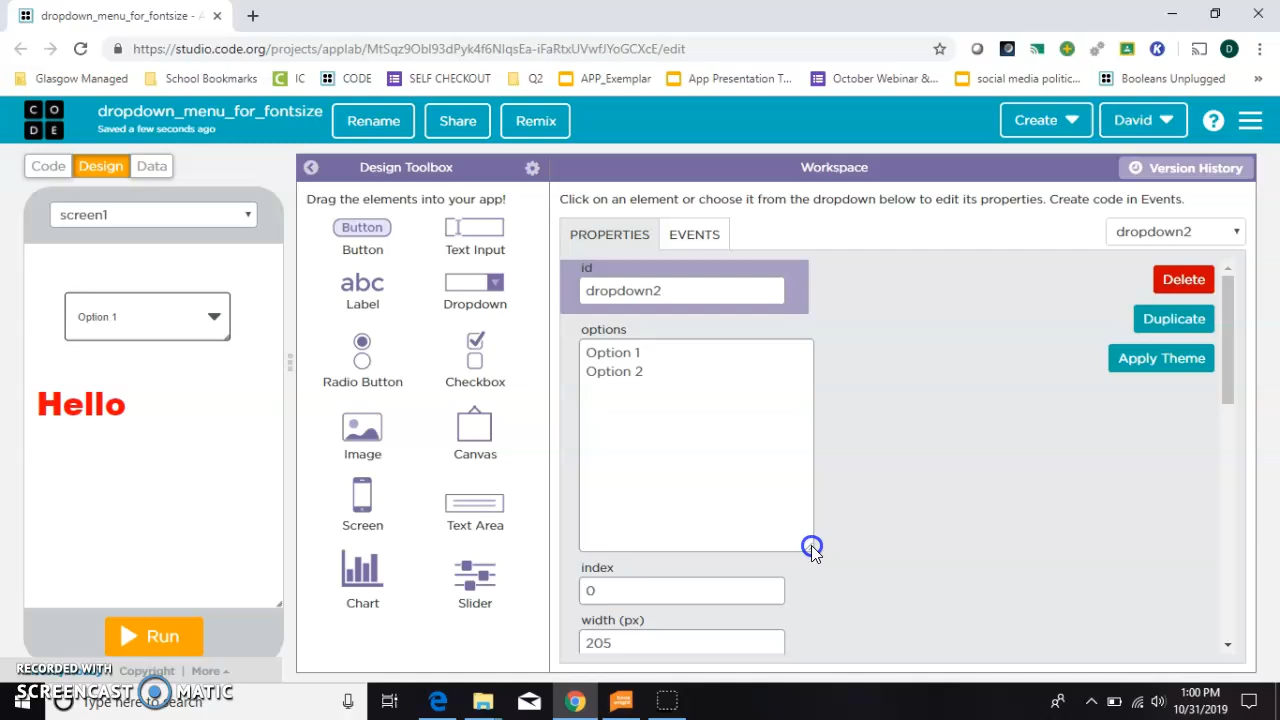 dropdown_menu_for_fontsize - A
https://studio.code.org/projects/applab/MtSqz9Obl93dPyk4f6NlqsEa-iFaRtxUVwfJYoGCXcE/edit
Glasgow Managed School Bookmarks IC CODE SELF CHECKOUT Q2 APP_Exemplar App Presentation T... October Webinar &... social media politic... Booleans Unplugged »
C O D E
dropdown_menu_for_fontsize
Saved a few seconds ago
Rename Share Remix Create David ?
Code Design Data
Design Toolbox
Workspace
Version History
screen1
Drag the elements into your app!
Click on an element or choose it from the dropdown below to edit its properties. Create code in Events.
Button
Button
Text Input
abc
Label
Dropdown
Radio Button
Checkbox
Image
Canvas
Screen
Text Area
Chart
Slider
PROPERTIES EVENTS
dropdown2
id
dropdown2
Delete
Duplicate
Apply Theme
options
Option 1
Option 2
index
0
width (px)
205
Option 1
Hello
Run
Copyright More
RECORDED WITH
SCREENCAST MATIC
Type here to search
1:00 PM
10/31/2019